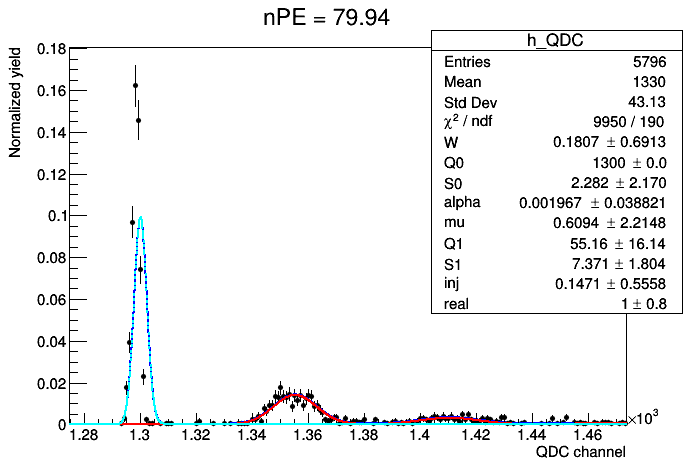 nPE = 79.94
Normalized yield
0.18
0.16
0.14
0.12
0.1
0.08
0.06
0.04
0.02
0
h_QDC
Entries 5796
Mean 1330
Std Dev 43.13
χ² / ndf 9950 / 190
W 0.1807 ± 0.6913
Q0 1300 ± 0.0
S0 2.282 ± 2.170
alpha 0.001967 ± 0.038821
mu 0.6094 ± 2.2148
Q1 55.16 ± 16.14
S1 7.371 ± 1.804
inj 0.1471 ± 0.5558
real 1 ± 0.8
1.28 1.3 1.32 1.34 1.36 1.38 1.4 1.42 1.44 1.46 ×10³
QDC channel